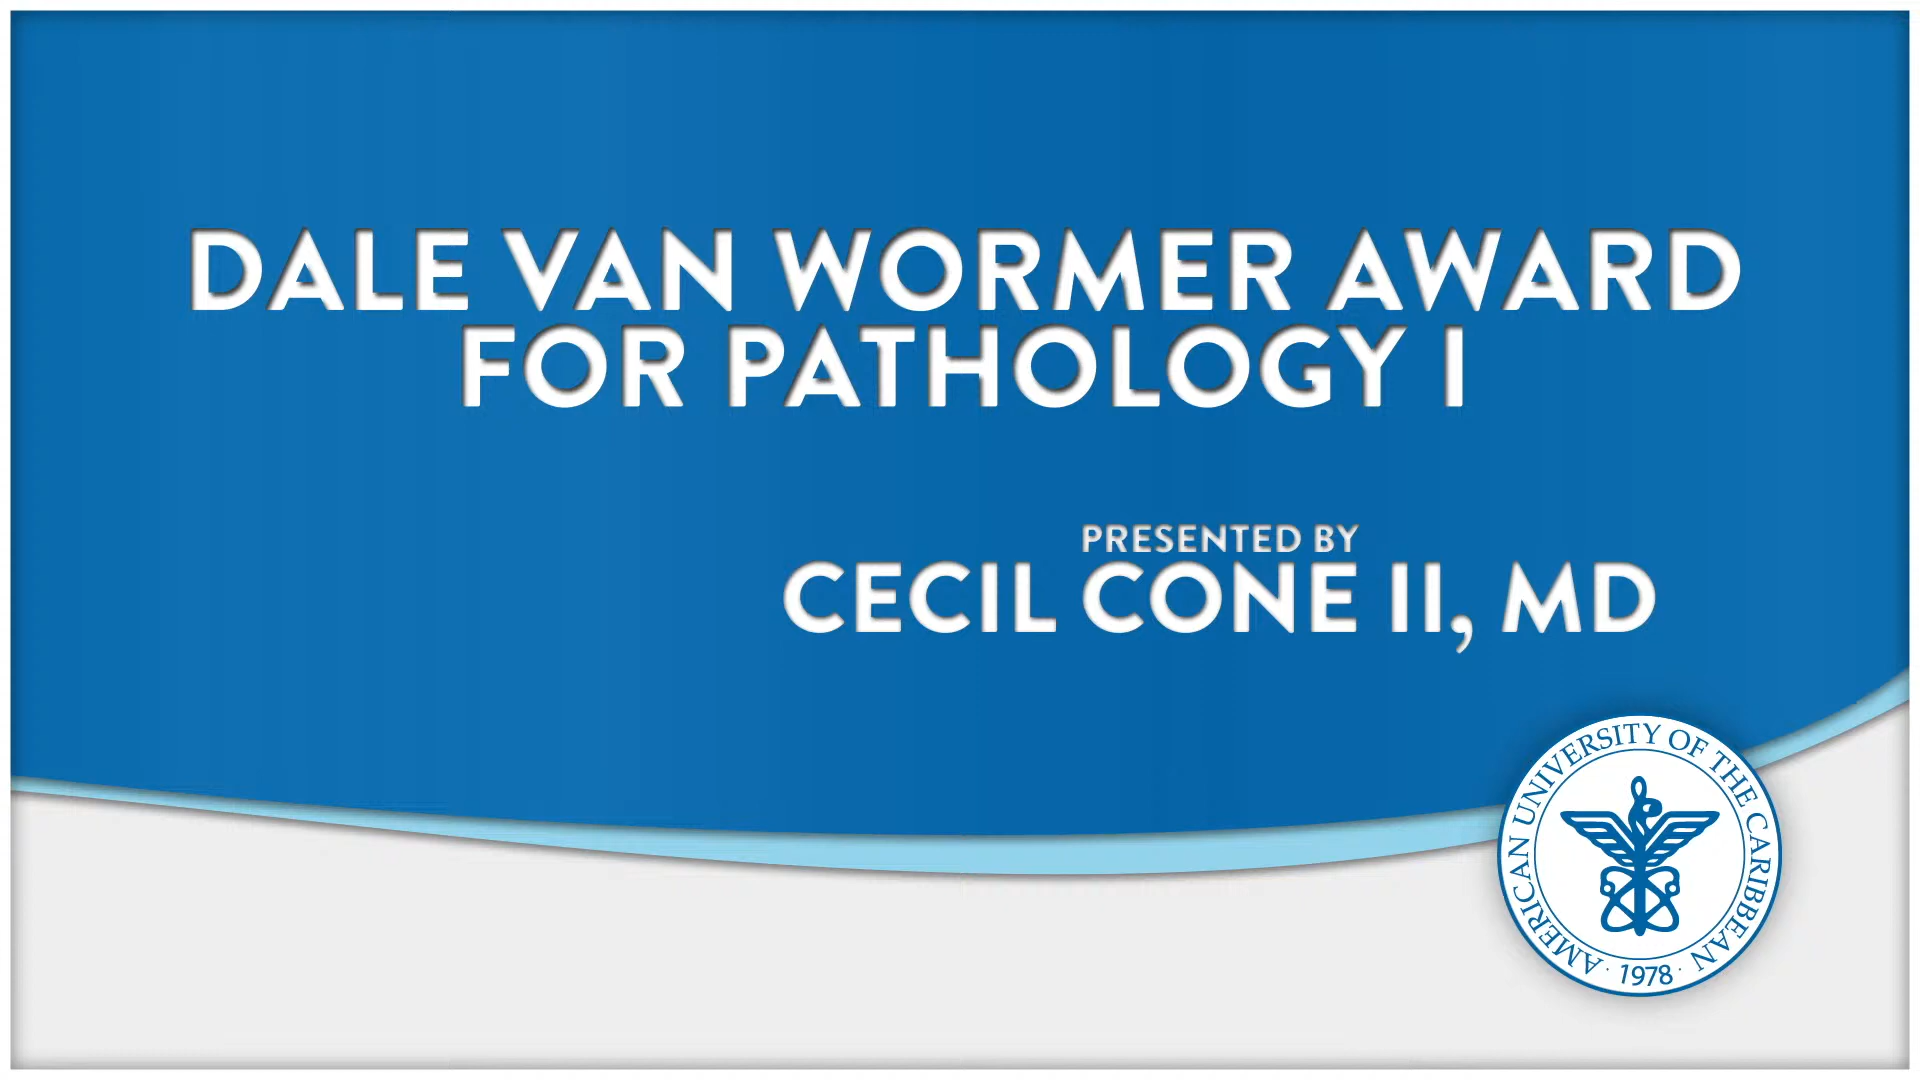 DALE VAN WORMER AWARD
FOR PATHOLOGY I
PRESENTED BY
CECIL CONE II, MD
AMERICAN UNIVERSITY OF THE CARIBBEAN
· 1978 ·